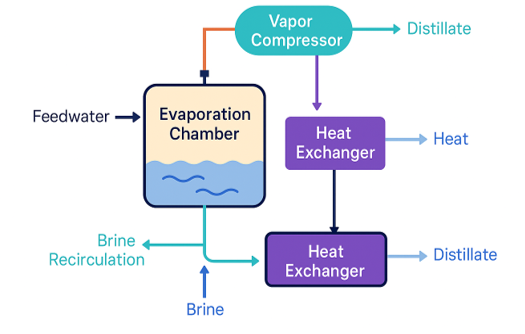 Vapor
Compressor
Distillate
Feedwater
Evaporation
Chamber
Heat
Exchanger
Heat
Brine
Recirculation
Heat
Exchanger
Distillate
Brine